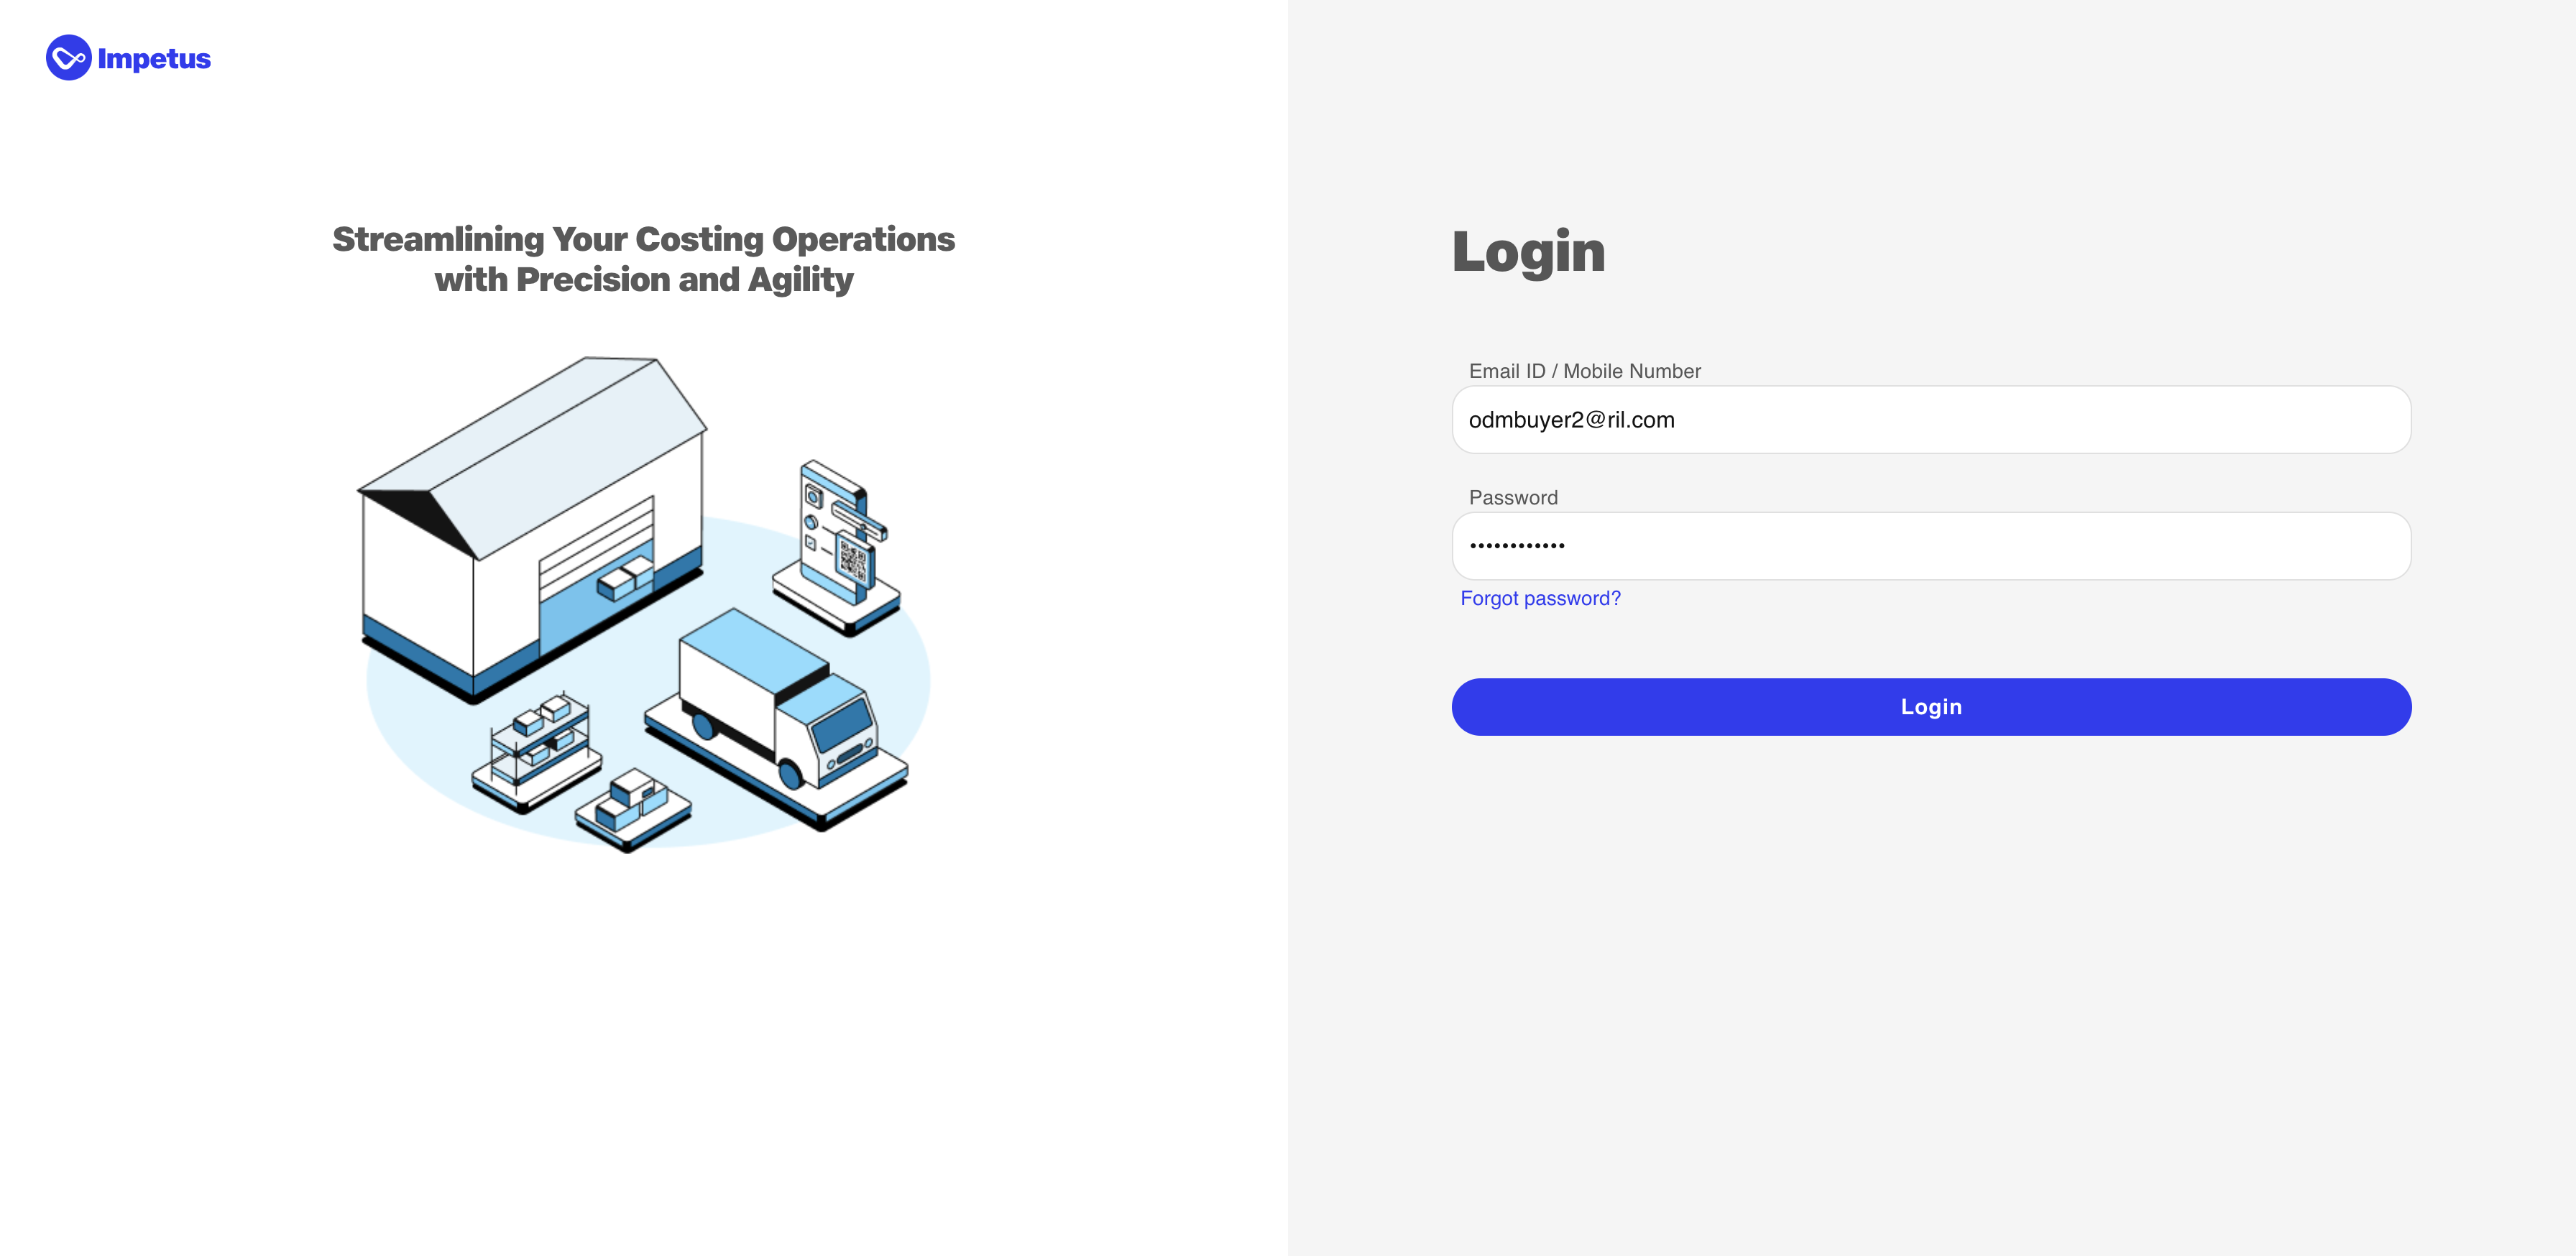 Impetus
Streamlining Your Costing Operations
with Precision and Agility
Login
Email ID / Mobile Number
odmbuyer2@ril.com
Password
••••••••••••
Forgot password?
Login